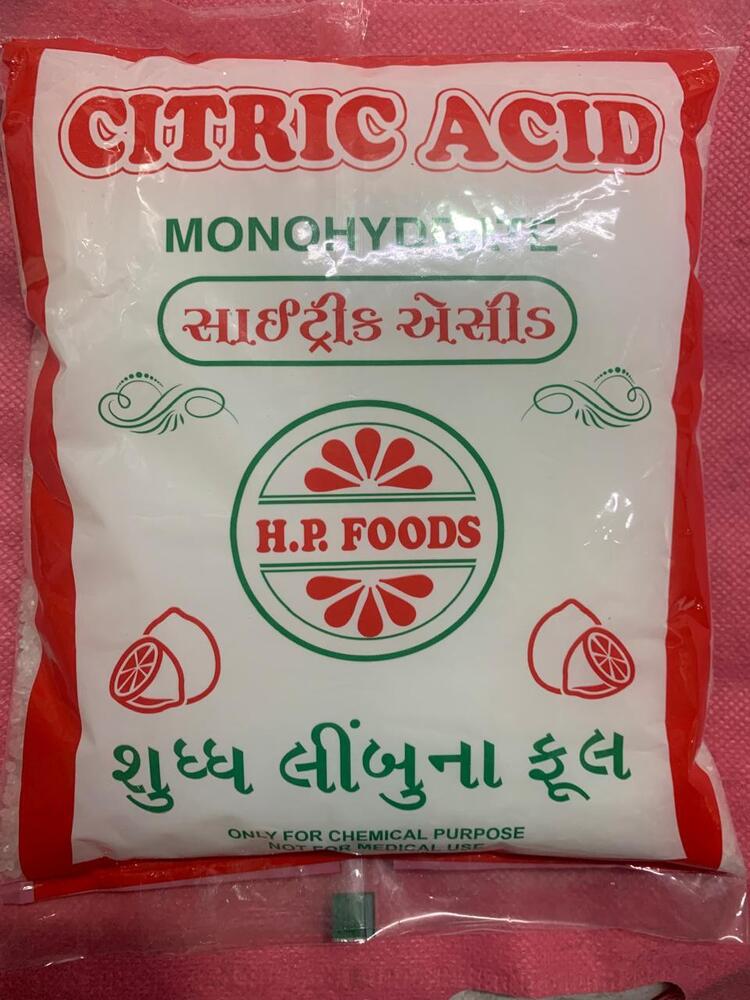 CITRIC ACID
MONOHYDRATE
સાઈટ્રીક એસીડ
H.P. FOODS
શુધ્ધ લીંબુના ફૂલ
ONLY FOR CHEMICAL PURPOSE
NOT FOR MEDICAL USE